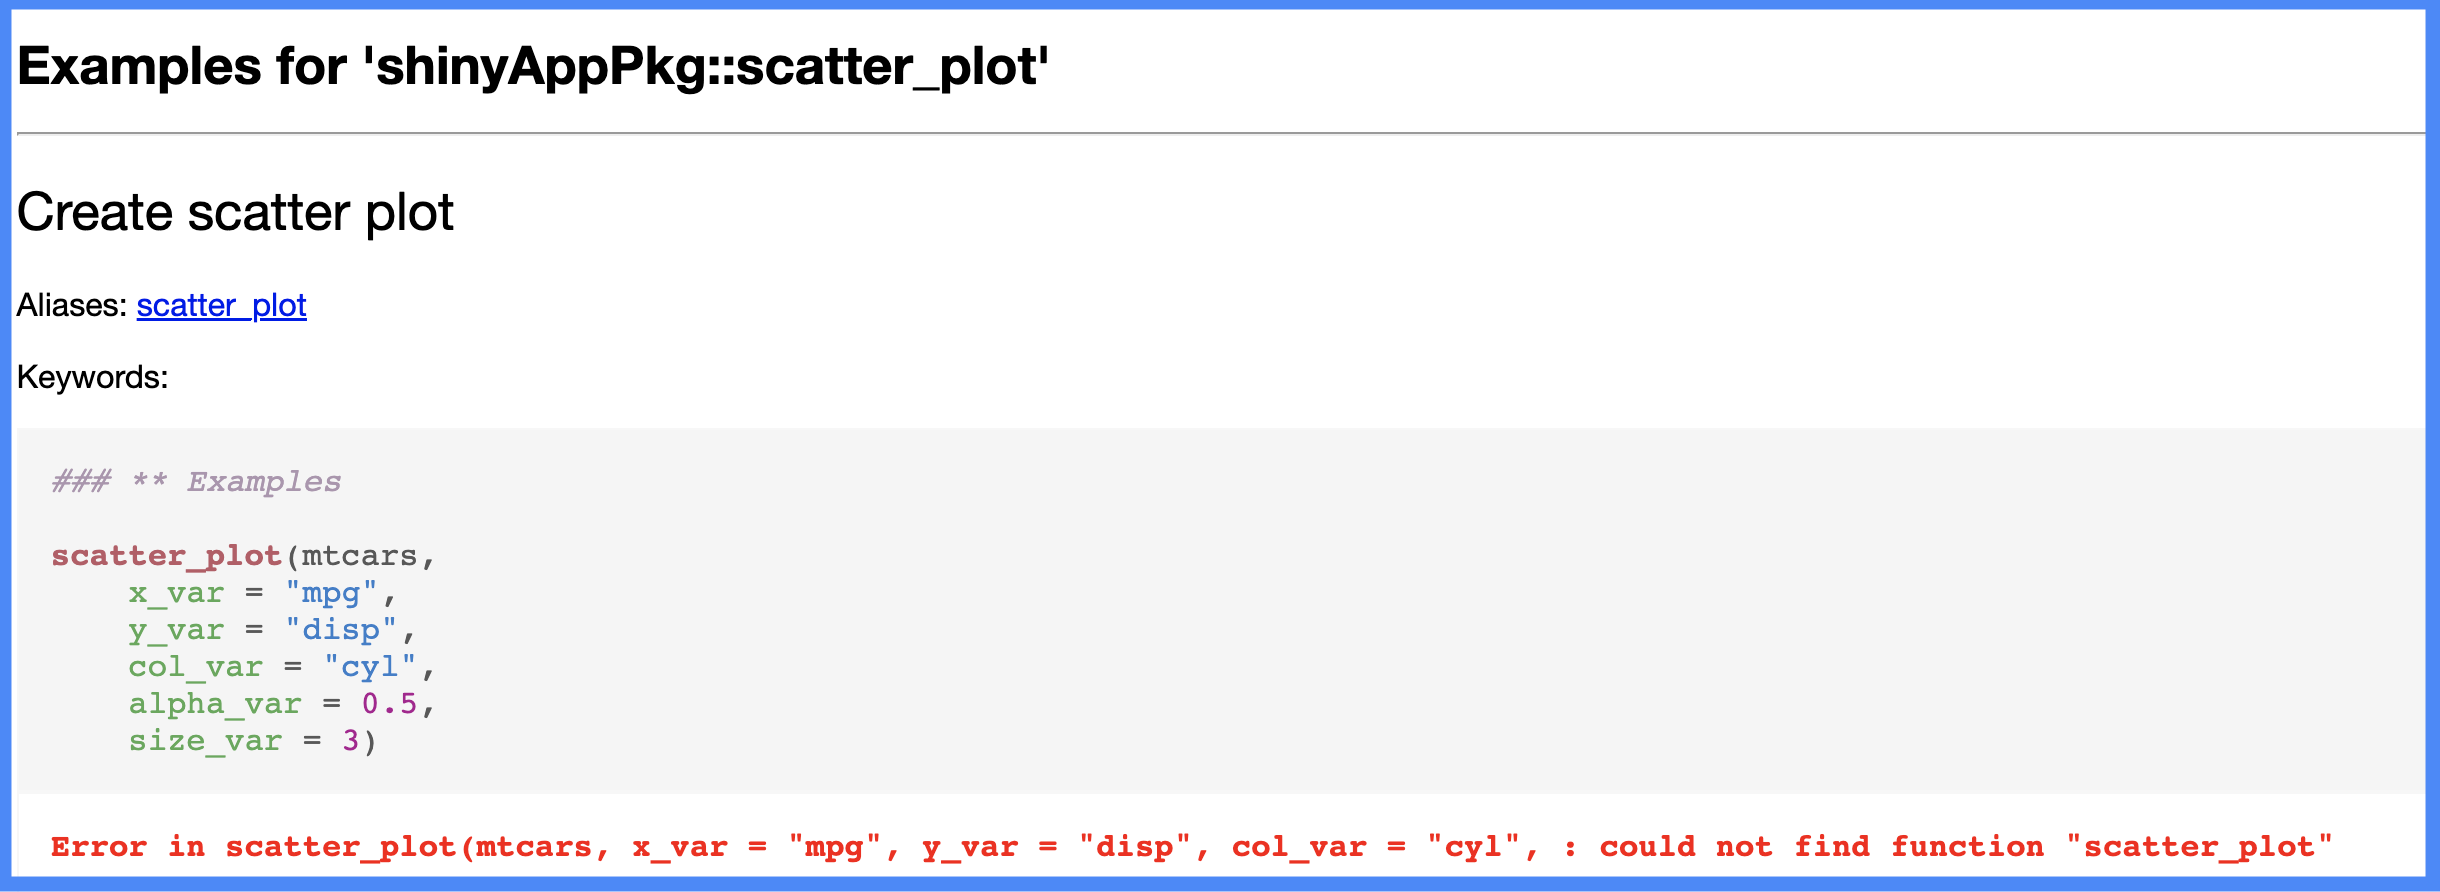 Examples for 'shinyAppPkg::scatter_plot'
Create scatter plot
Aliases: scatter_plot
Keywords:
### ** Examples
scatter_plot(mtcars,
    x_var = "mpg",
    y_var = "disp",
    col_var = "cyl",
    alpha_var = 0.5,
    size_var = 3)
Error in scatter_plot(mtcars, x_var = "mpg", y_var = "disp", col_var = "cyl", : could not find function "scatter_plot"